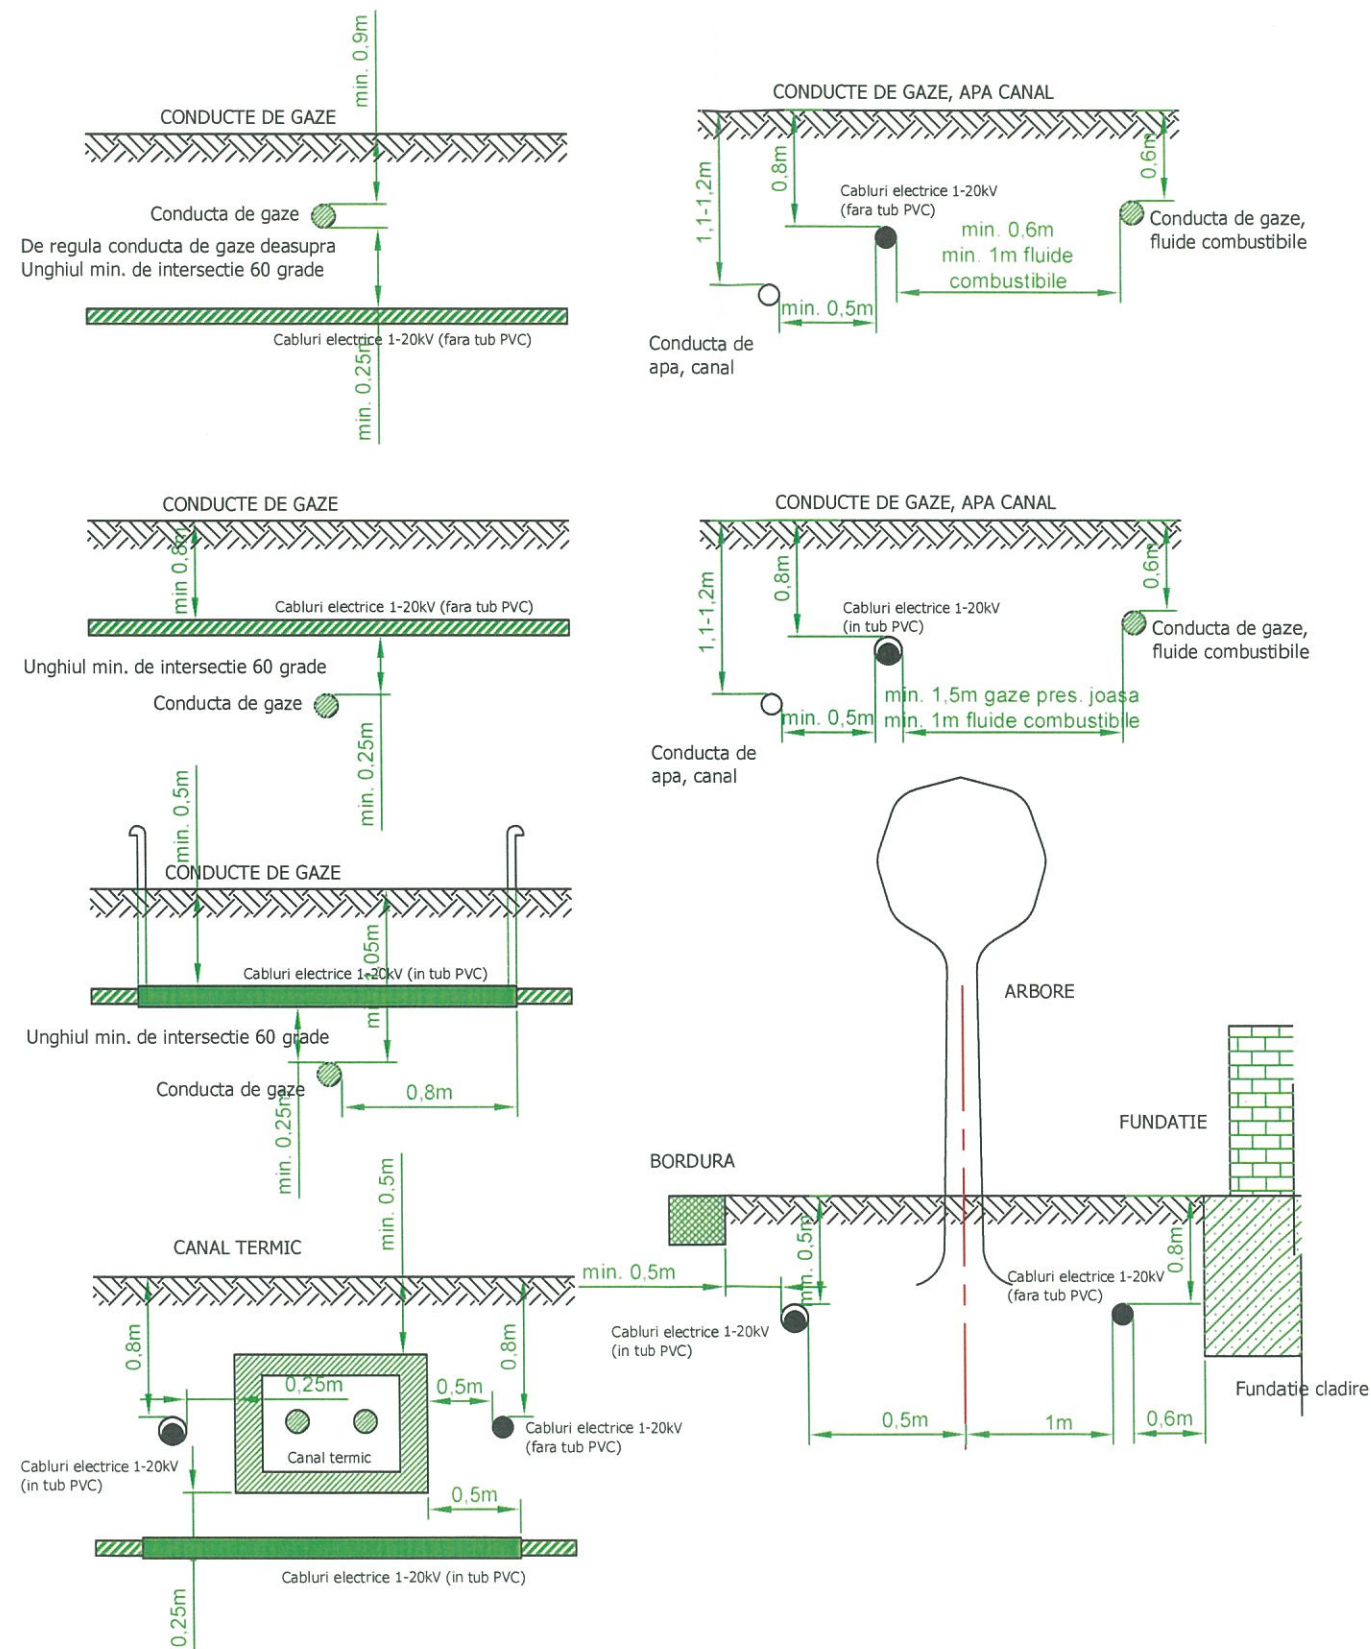 min. 0.9m
CONDUCTE DE GAZE
Conducta de gaze
De regula conducta de gaze deasupra
Unghiul min. de intersectie 60 grade
Cabluri electrice 1-20kV (fara tub PVC)
min. 0.25m
CONDUCTE DE GAZE, APA CANAL
1,1-1,2m
0,8m
0.6m
Cabluri electrice 1-20kV
(fara tub PVC)
Conducta de gaze,
fluide combustibile
min. 0,6m
min. 1m fluide
combustibile
min. 0,5m
Conducta de
apa, canal
CONDUCTE DE GAZE
min 0.8m
Cabluri electrice 1-20kV (fara tub PVC)
Unghiul min. de intersectie 60 grade
Conducta de gaze
min. 0.25m
CONDUCTE DE GAZE, APA CANAL
1,1-1,2m
0,8m
0,6m
Cabluri electrice 1-20kV
(in tub PVC)
Conducta de gaze,
fluide combustibile
min. 1,5m gaze pres. joasa
min. 0,5m
min. 1m fluide combustibile
Conducta de
apa, canal
min. 0,5m
CONDUCTE DE GAZE
Cabluri electrice 1-20kV (in tub PVC)
Unghiul min. de intersectie 60 grade
Conducta de gaze
0,8m
min. 0,25m
ARBORE
FUNDATIE
BORDURA
min. 0,5m
min. 0.5m
0,8m
Cabluri electrice 1-20kV
(fara tub PVC)
Cabluri electrice 1-20kV
(in tub PVC)
Fundatie cladire
0,5m
1m
0,6m
min. 0,5m
CANAL TERMIC
0,8m
0,25m
0,5m
0,8m
Canal termic
Cabluri electrice 1-20kV
(fara tub PVC)
Cabluri electrice 1-20kV
(in tub PVC)
0,5m
Cabluri electrice 1-20kV (in tub PVC)
0,25m